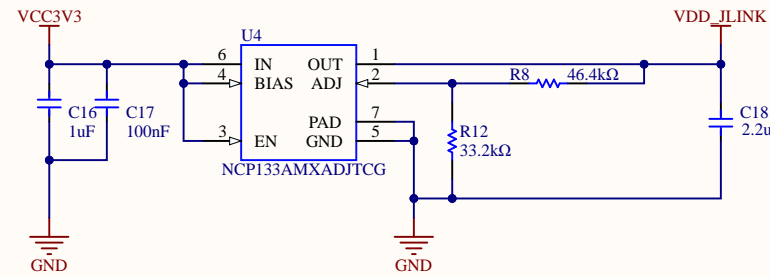 VCC3V3
VDD_JLINK
U4
6
IN
OUT
1
4
BIAS
ADJ
2
R8
46.4kΩ
C16
1uF
C17
100nF
PAD
7
C18
2.2u
3
EN
GND
5
R12
33.2kΩ
NCP133AMXADJTCG
GND
GND